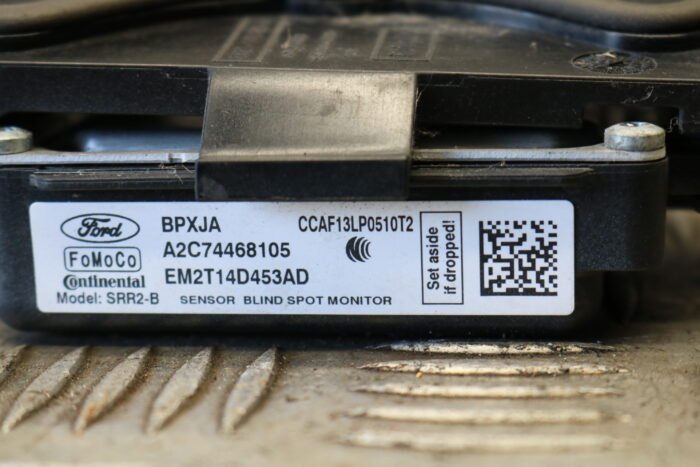 Ford
FoMoCo
Continental
Model: SRR2-B
BPXJA
A2C74468105
EM2T14D453AD
SENSOR BLIND SPOT MONITOR
CCAF13LP0510T2
Set aside
if dropped!